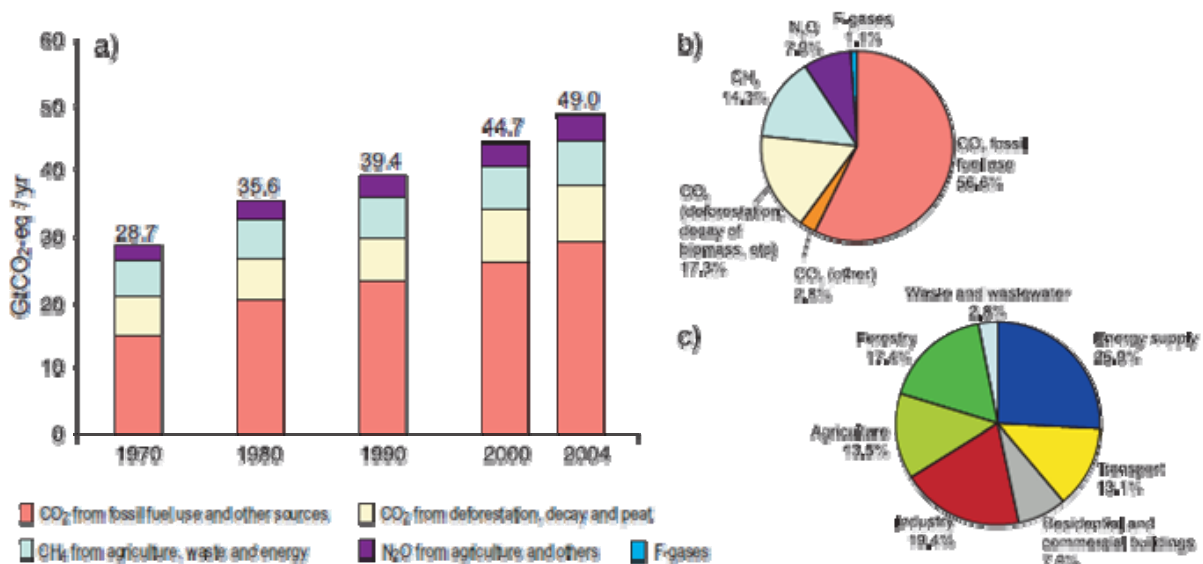 a)
GtCO₂-eq / yr
60
50
40
30
20
10
0
28.7
35.6
39.4
44.7
49.0
1970
1980
1990
2000
2004
CO₂ from fossil fuel use and other sources
CO₂ from deforestation, decay and peat
CH₄ from agriculture, waste and energy
N₂O from agriculture and others
F-gases
b)
F-gases
1.1%
N₂O
7.9%
CH₄
14.3%
CO₂ fossil
fuel use
56.6%
CO₂
(deforestation,
decay of
biomass, etc)
17.3%
CO₂ (other)
2.8%
c)
Waste and wastewater
2.8%
Forestry
17.4%
Energy supply
25.9%
Agriculture
13.5%
Transport
13.1%
Industry
19.4%
Residential and
commercial buildings
7.9%